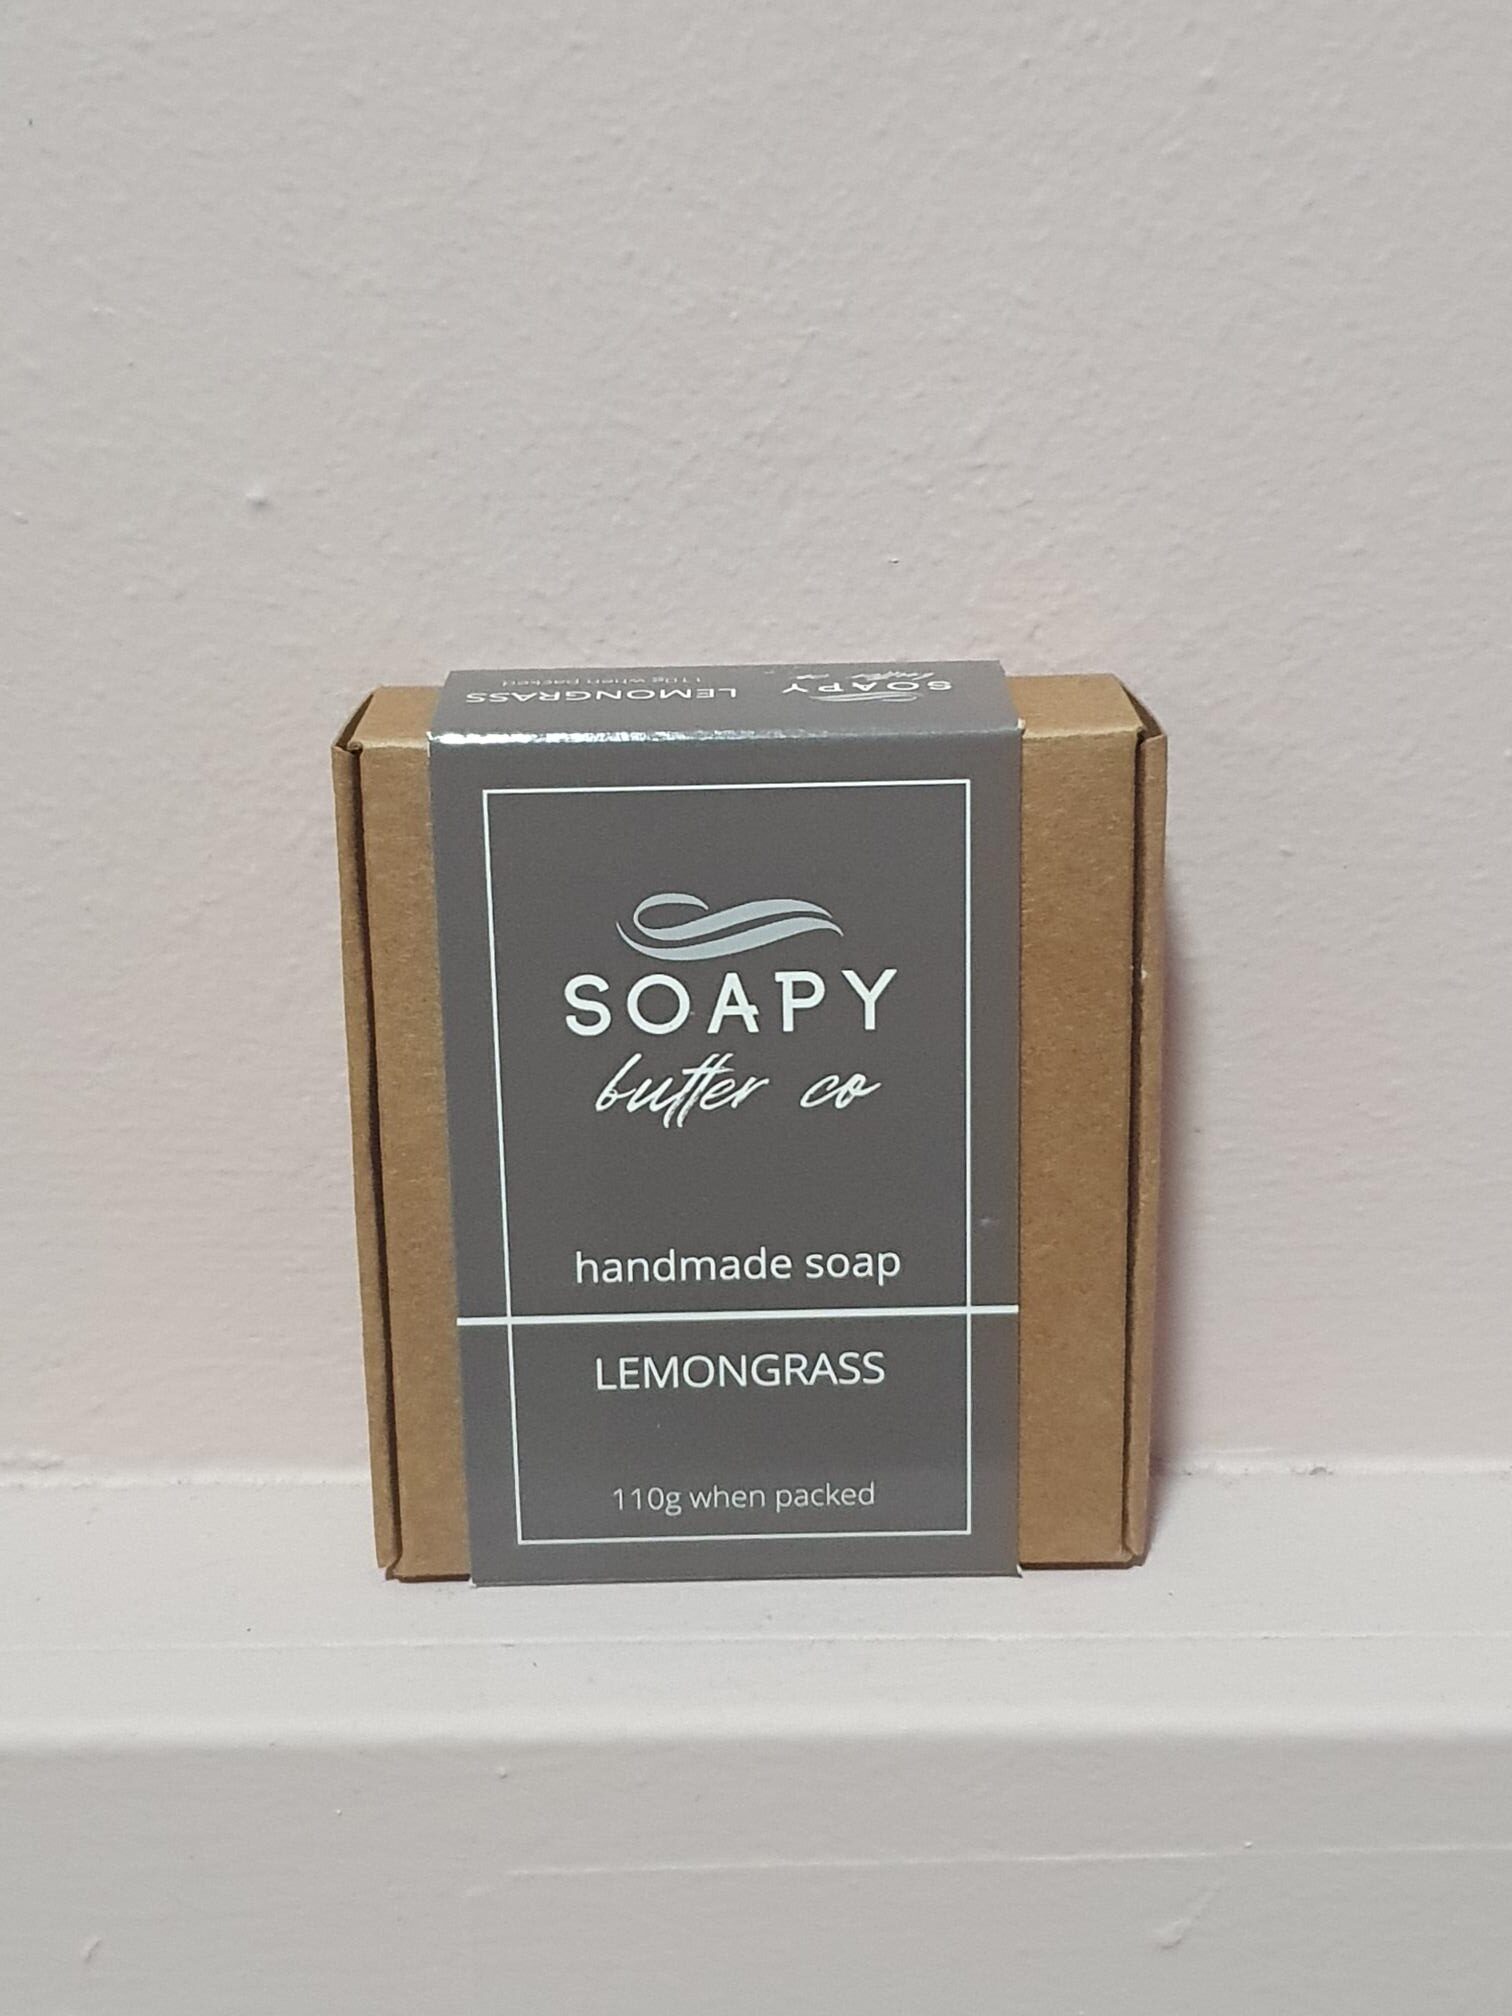 SOAPY
butter co
LEMONGRASS
110g when packed
SOAPY
butter co
handmade soap
LEMONGRASS
110g when packed